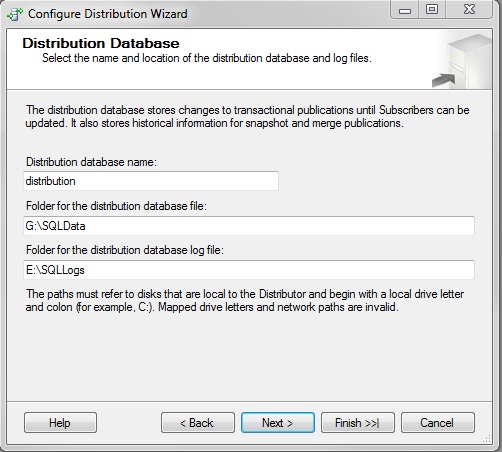 Configure Distribution Wizard
Distribution Database
Select the name and location of the distribution database and log files.
The distribution database stores changes to transactional publications until Subscribers can be
updated. It also stores historical information for snapshot and merge publications.
Distribution database name:
distribution
Folder for the distribution database file:
G:\SQLData
Folder for the distribution database log file:
E:\SQLLogs
The paths must refer to disks that are local to the Distributor and begin with a local drive letter
and colon (for example, C:). Mapped drive letters and network paths are invalid.
Help < Back Next > Finish >>| Cancel